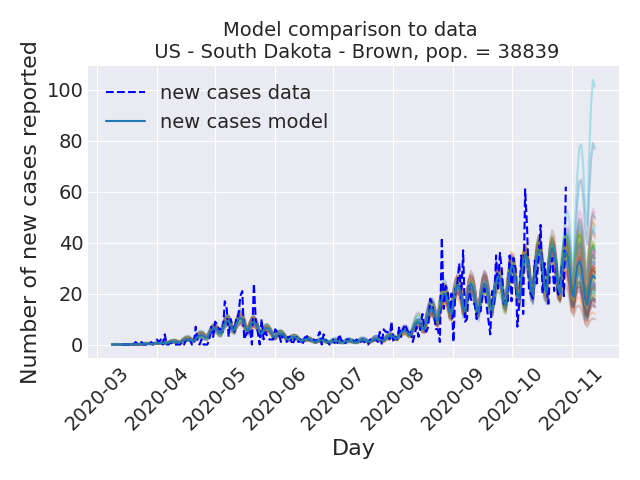 Model comparison to data
US - South Dakota - Brown, pop. = 38839
Number of new cases reported
100
80
60
40
20
0
new cases data
new cases model
2020-03
2020-04
2020-05
2020-06
2020-07
2020-08
2020-09
2020-10
2020-11
Day